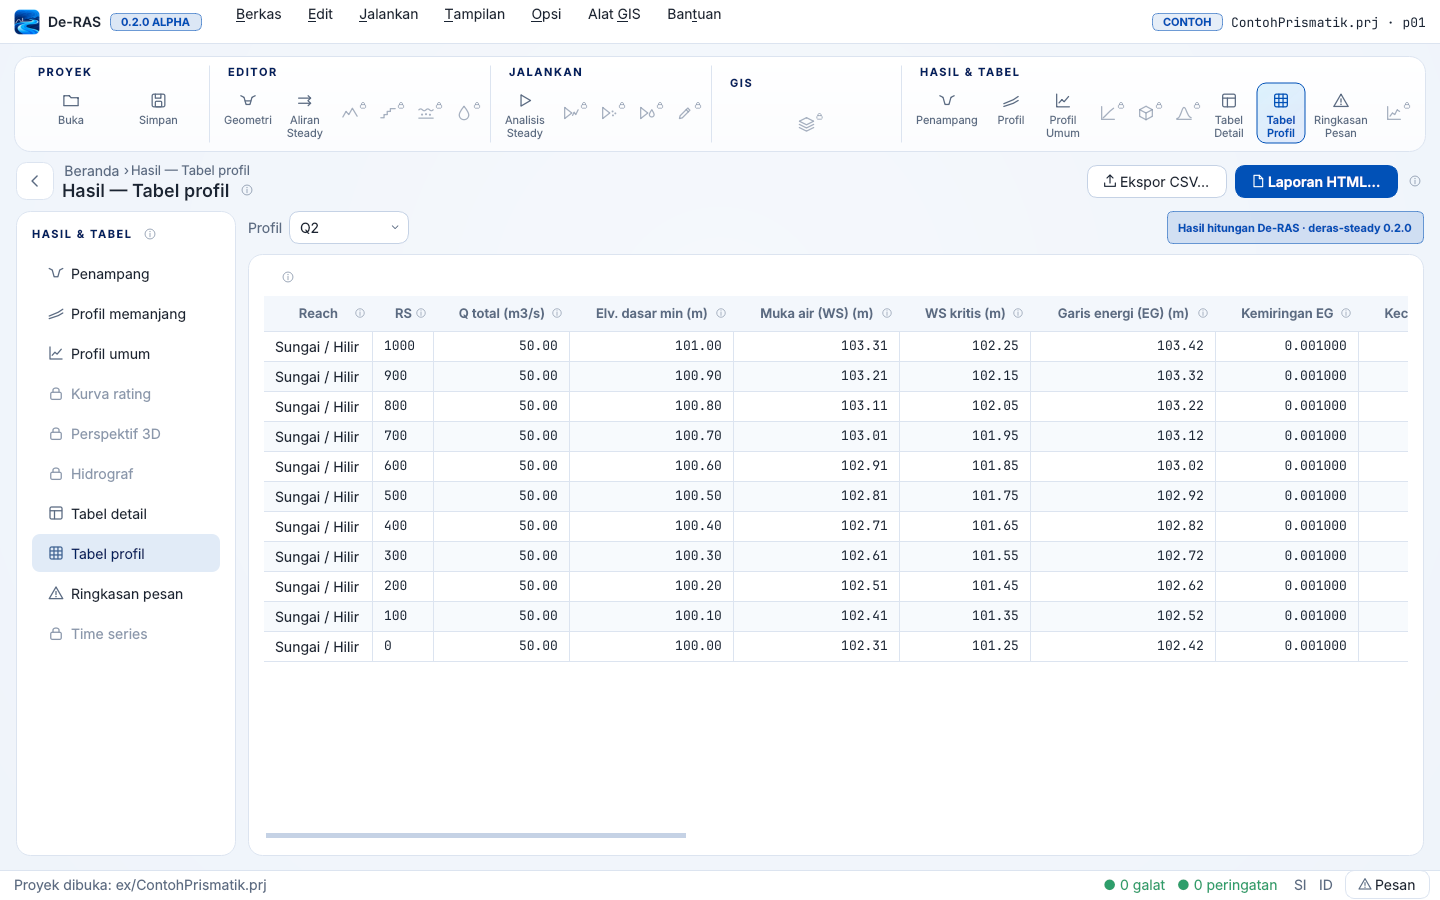 De-RAS 0.2.0 ALPHA Berkas Edit Jalankan Tampilan Opsi Alat GIS Bantuan CONTOH ContohPrismatik.prj · p01
PROYEK EDITOR JALANKAN GIS HASIL & TABEL
Buka Simpan Geometri Aliran Steady Analisis Steady Penampang Profil Profil Umum Tabel Detail Tabel Profil Ringkasan Pesan
Beranda › Hasil — Tabel profil
Hasil — Tabel profil
Ekspor CSV... Laporan HTML...
HASIL & TABEL
Penampang
Profil memanjang
Profil umum
Kurva rating
Perspektif 3D
Hidrograf
Tabel detail
Tabel profil
Ringkasan pesan
Time series
Profil Q2 Hasil hitungan De-RAS · deras-steady 0.2.0
Reach RS Q total (m3/s) Elv. dasar min (m) Muka air (WS) (m) WS kritis (m) Garis energi (EG) (m) Kemiringan EG Kec
Sungai / Hilir 1000 50.00 101.00 103.31 102.25 103.42 0.001000
Sungai / Hilir 900 50.00 100.90 103.21 102.15 103.32 0.001000
Sungai / Hilir 800 50.00 100.80 103.11 102.05 103.22 0.001000
Sungai / Hilir 700 50.00 100.70 103.01 101.95 103.12 0.001000
Sungai / Hilir 600 50.00 100.60 102.91 101.85 103.02 0.001000
Sungai / Hilir 500 50.00 100.50 102.81 101.75 102.92 0.001000
Sungai / Hilir 400 50.00 100.40 102.71 101.65 102.82 0.001000
Sungai / Hilir 300 50.00 100.30 102.61 101.55 102.72 0.001000
Sungai / Hilir 200 50.00 100.20 102.51 101.45 102.62 0.001000
Sungai / Hilir 100 50.00 100.10 102.41 101.35 102.52 0.001000
Sungai / Hilir 0 50.00 100.00 102.31 101.25 102.42 0.001000
Proyek dibuka: ex/ContohPrismatik.prj 0 galat 0 peringatan SI ID Pesan